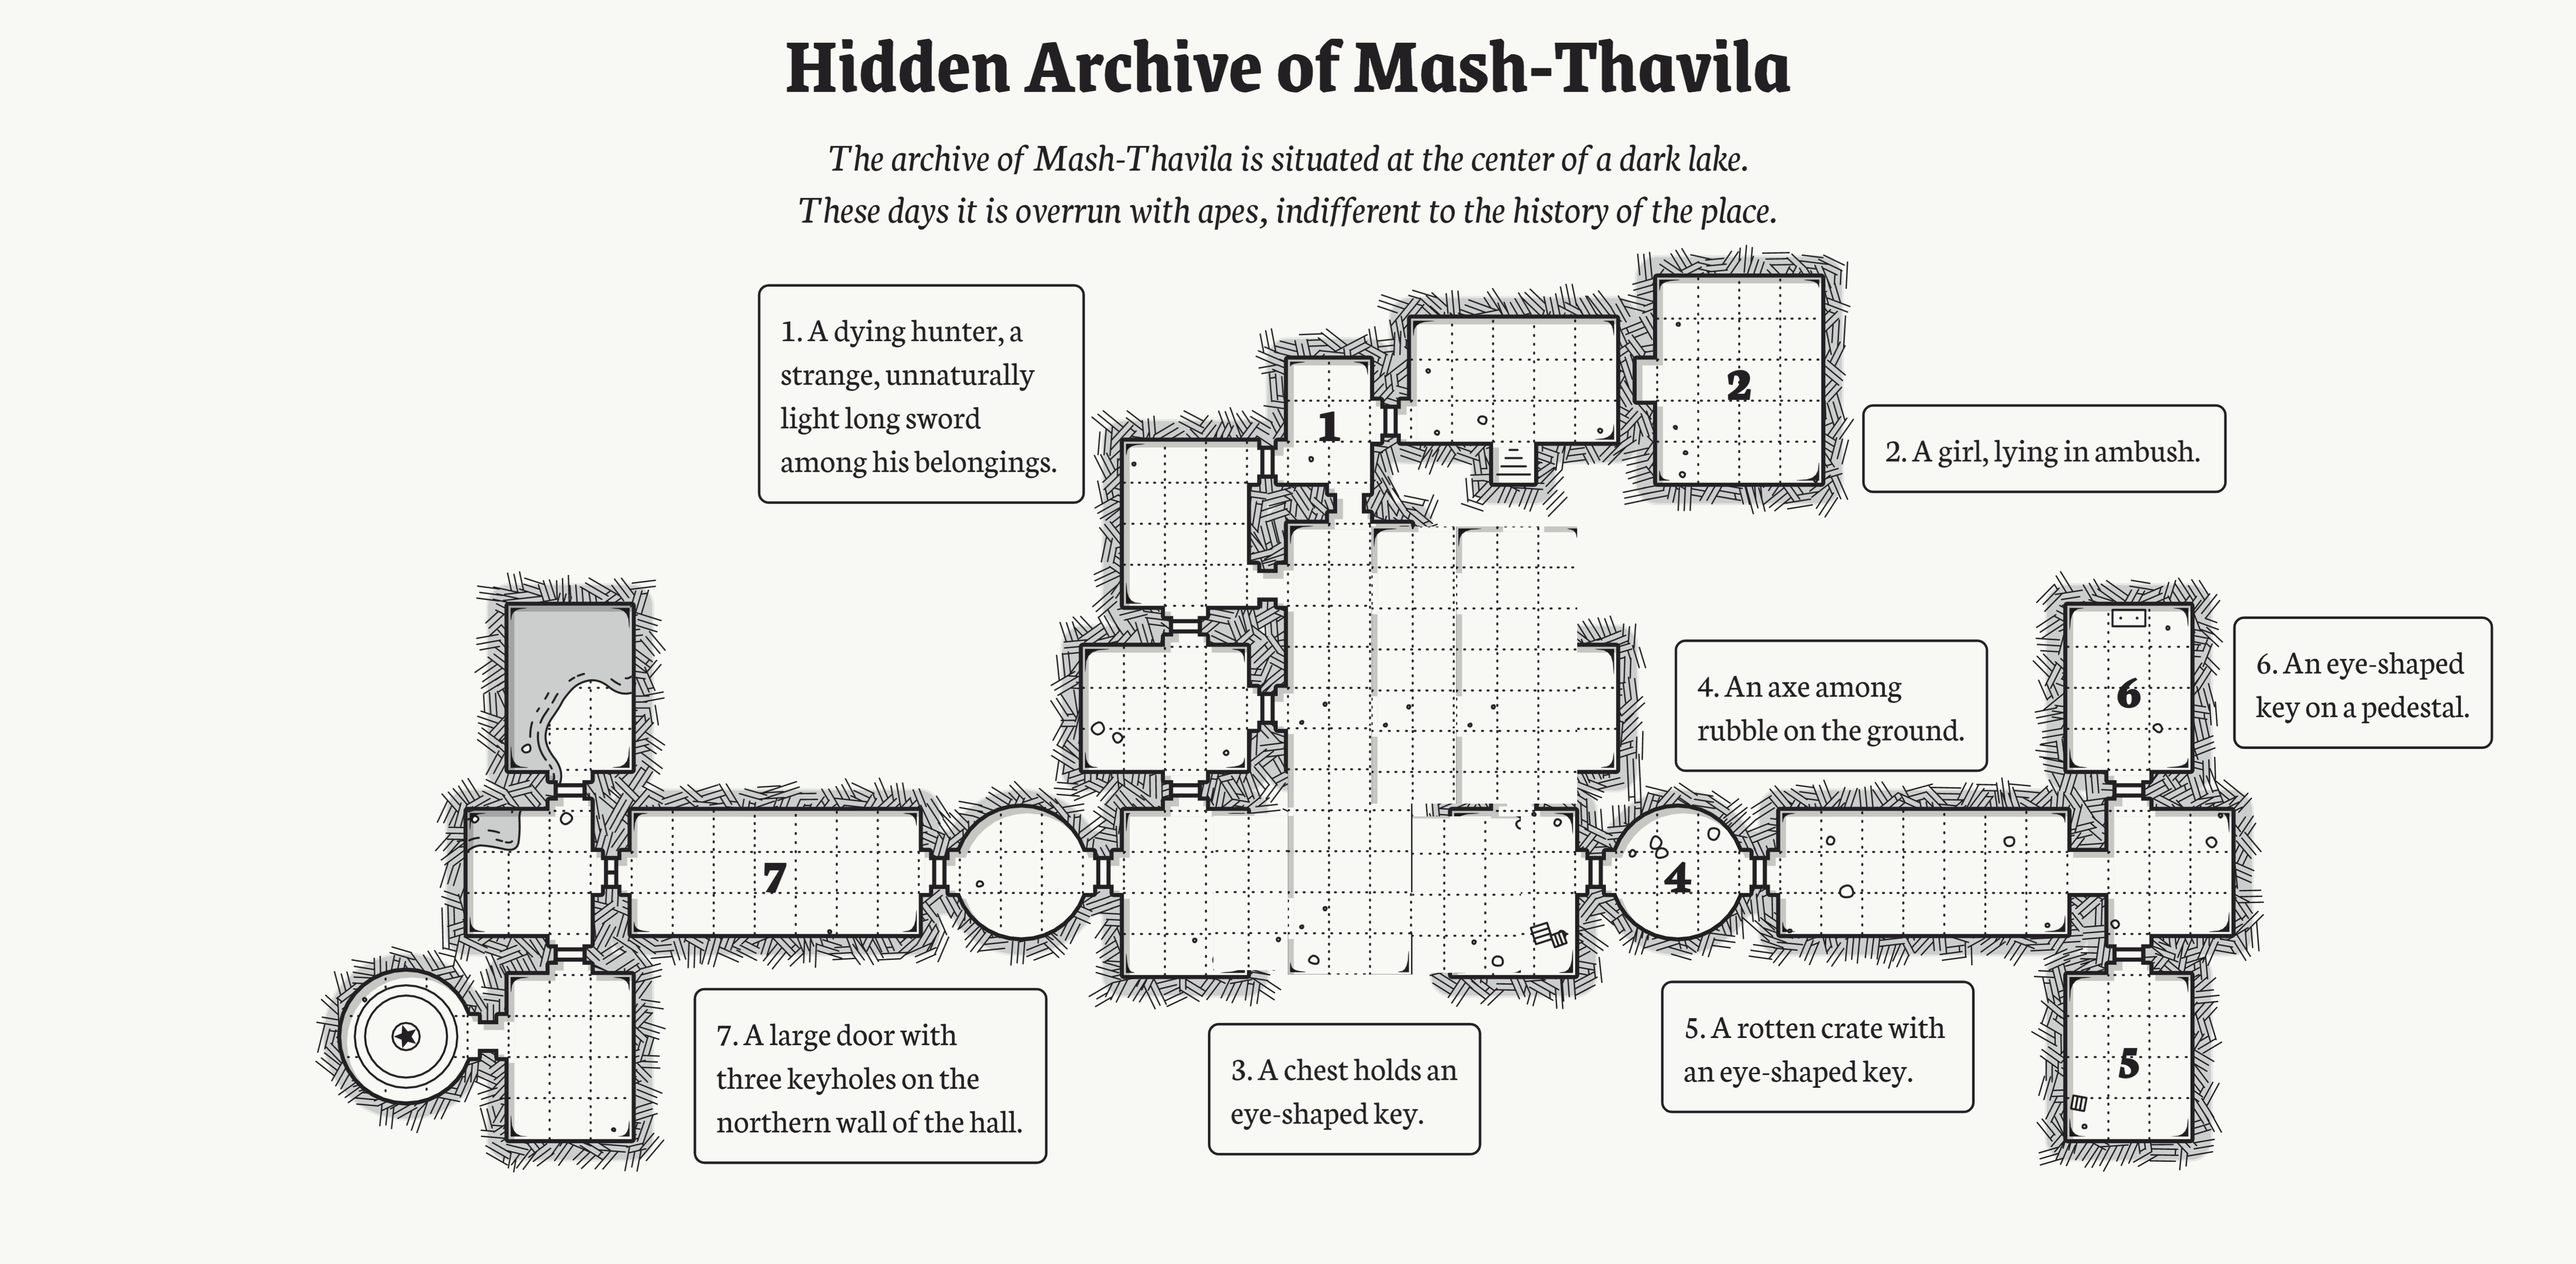 Hidden Archive of Mash-Thavila
The archive of Mash-Thavila is situated at the center of a dark lake.
These days it is overrun with apes, indifferent to the history of the place.
1. A dying hunter, a
strange, unnaturally
light long sword
among his belongings.
1
2
2. A girl, lying in ambush.
4. An axe among
rubble on the ground.
6
6. An eye-shaped
key on a pedestal.
7
4
7. A large door with
three keyholes on the
northern wall of the hall.
3. A chest holds an
eye-shaped key.
5. A rotten crate with
an eye-shaped key.
5